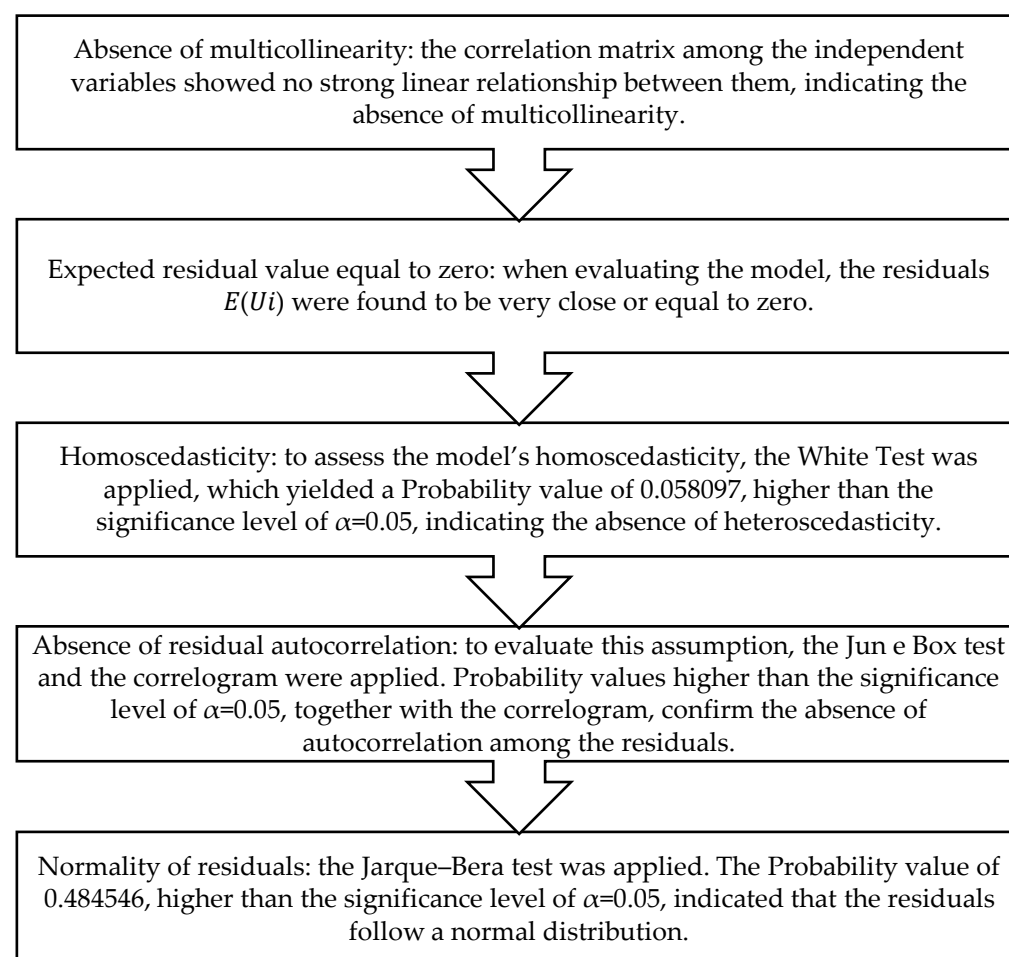 Absence of multicollinearity: the correlation matrix among the independent
variables showed no strong linear relationship between them, indicating the
absence of multicollinearity.
Expected residual value equal to zero: when evaluating the model, the residuals
E(Ui) were found to be very close or equal to zero.
Homoscedasticity: to assess the model’s homoscedasticity, the White Test was
applied, which yielded a Probability value of 0.058097, higher than the
significance level of α=0.05, indicating the absence of heteroscedasticity.
Absence of residual autocorrelation: to evaluate this assumption, the Jun e Box test
and the correlogram were applied. Probability values higher than the significance
level of α=0.05, together with the correlogram, confirm the absence of
autocorrelation among the residuals.
Normality of residuals: the Jarque–Bera test was applied. The Probability value of
0.484546, higher than the significance level of α=0.05, indicated that the residuals
follow a normal distribution.